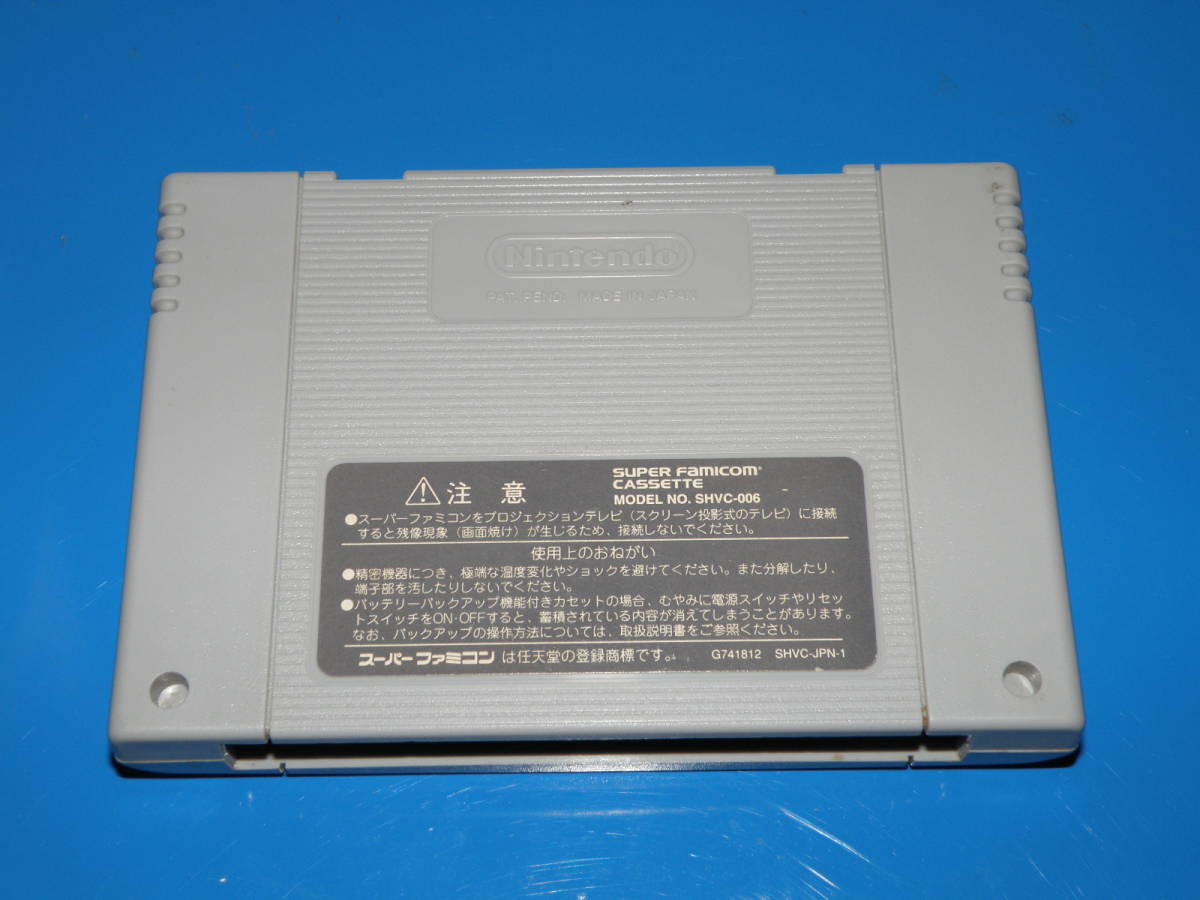 Nintendo
PAT. PEND. MADE IN JAPAN
⚠注意
SUPER FAMICOM®
CASSETTE
MODEL NO. SHVC-006
●スーパーファミコンをプロジェクションテレビ（スクリーン投影式のテレビ）に接続
すると残像現象（画面焼け）が生じるため、接続しないでください。
使用上のおねがい
●精密機器につき、極端な温度変化やショックを避けてください。また分解したり、
端子部を汚したりしないでください。
●バッテリーバックアップ機能付きカセットの場合、むやみに電源スイッチやリセッ
トスイッチをON・OFFすると、蓄積されている内容が消えてしまうことがあります。
なお、バックアップの操作方法については、取扱説明書をご参照ください。
スーパーファミコンは任天堂の登録商標です。 G741812 SHVC-JPN-1